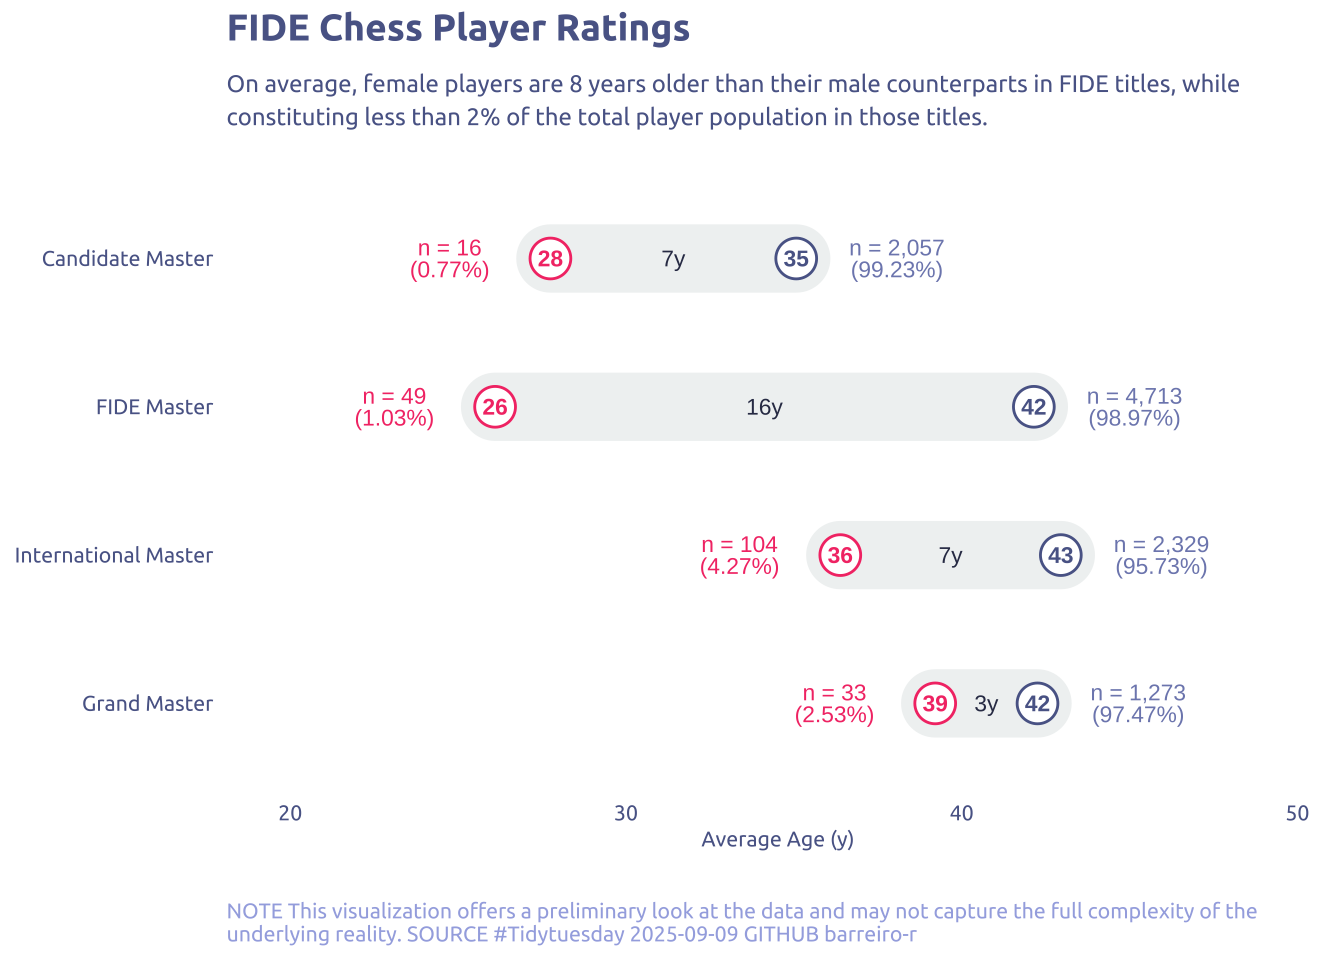 FIDE Chess Player Ratings
On average, female players are 8 years older than their male counterparts in FIDE titles, while
constituting less than 2% of the total player population in those titles.
Candidate Master
n = 16
(0.77%)
28
7y
35
n = 2,057
(99.23%)
FIDE Master
n = 49
(1.03%)
26
16y
42
n = 4,713
(98.97%)
International Master
n = 104
(4.27%)
36
7y
43
n = 2,329
(95.73%)
Grand Master
n = 33
(2.53%)
39
3y
42
n = 1,273
(97.47%)
20 30 40 50
Average Age (y)
NOTE This visualization offers a preliminary look at the data and may not capture the full complexity of the
underlying reality. SOURCE #Tidytuesday 2025-09-09 GITHUB barreiro-r